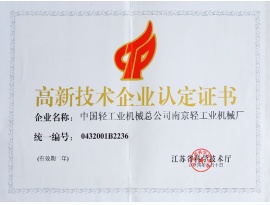 高新技术企业认定证书
企业名称：中国轻工业机械总公司南京轻工业机械厂
统一编号：0432001B2236
(有效期 年)
江苏省科学技术厅